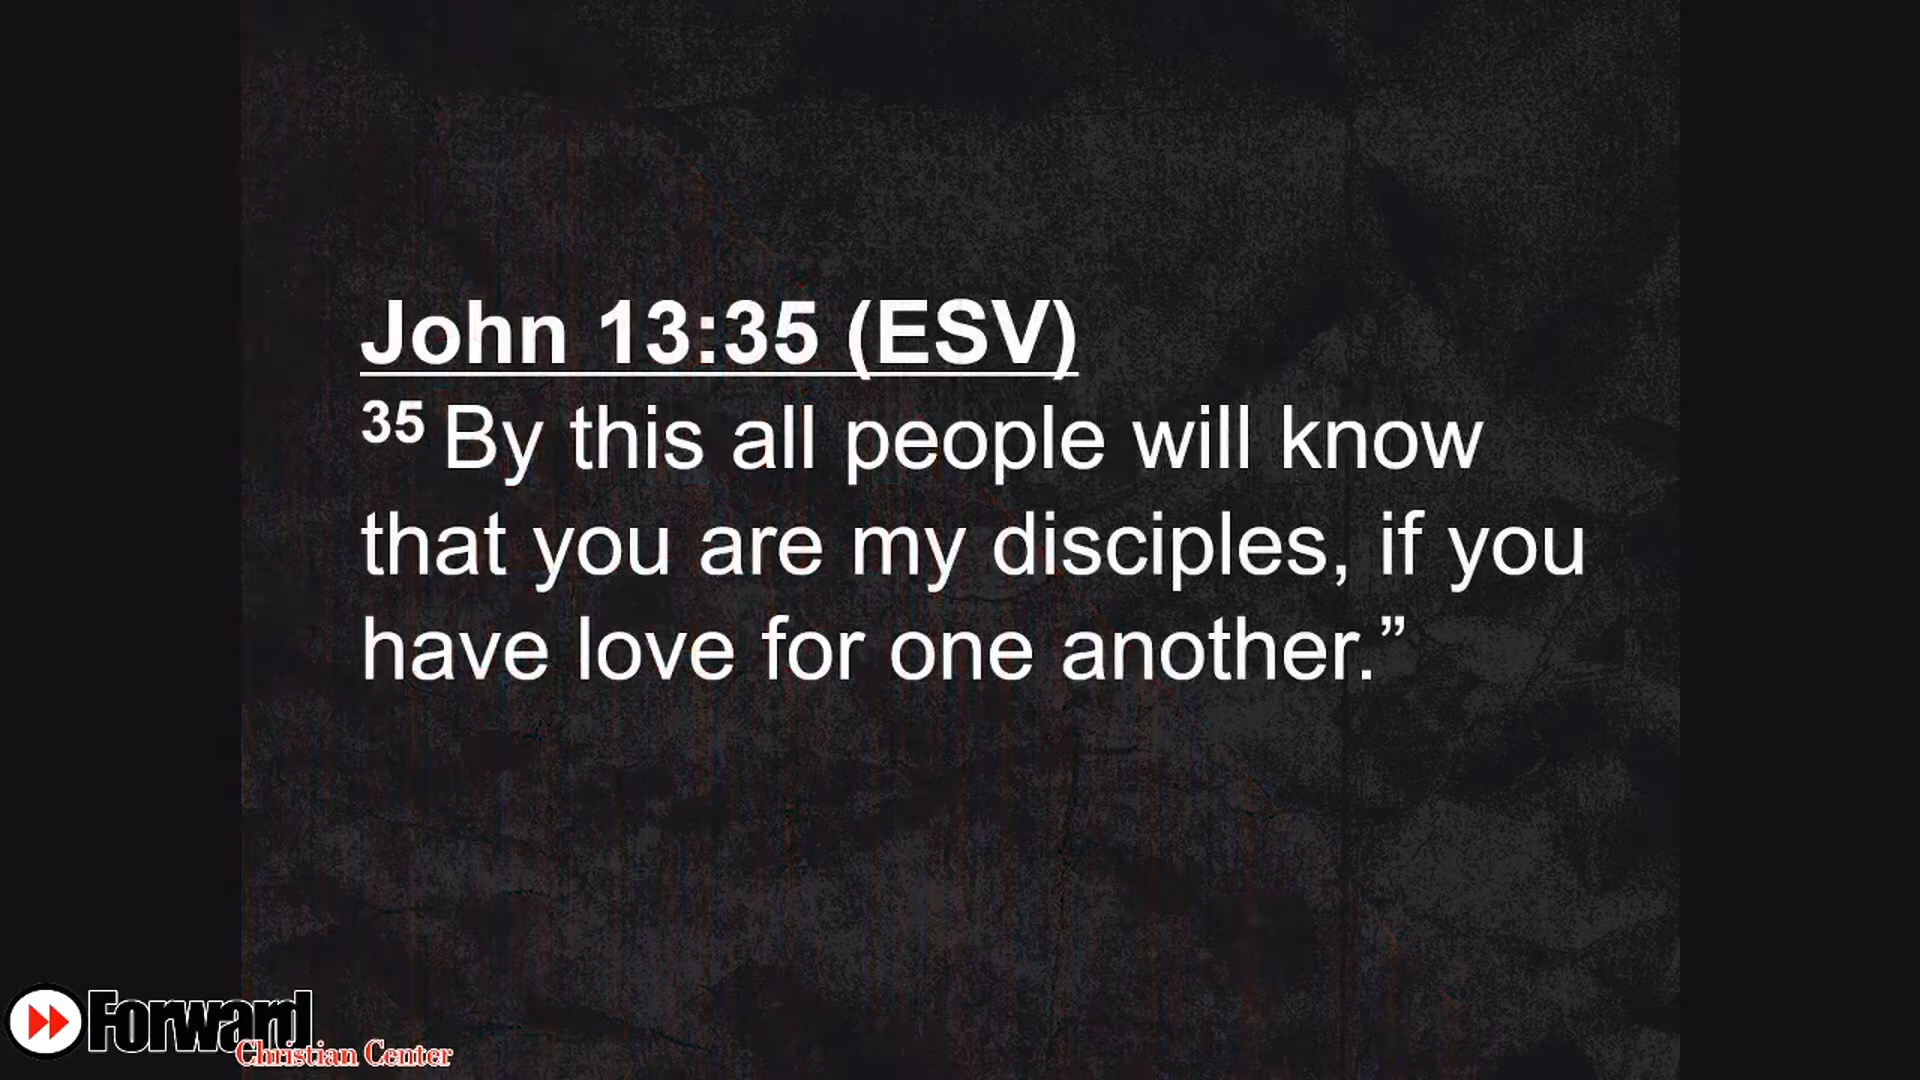 John 13:35 (ESV)
35 By this all people will know
that you are my disciples, if you
have love for one another.”
Forward
Christian Center